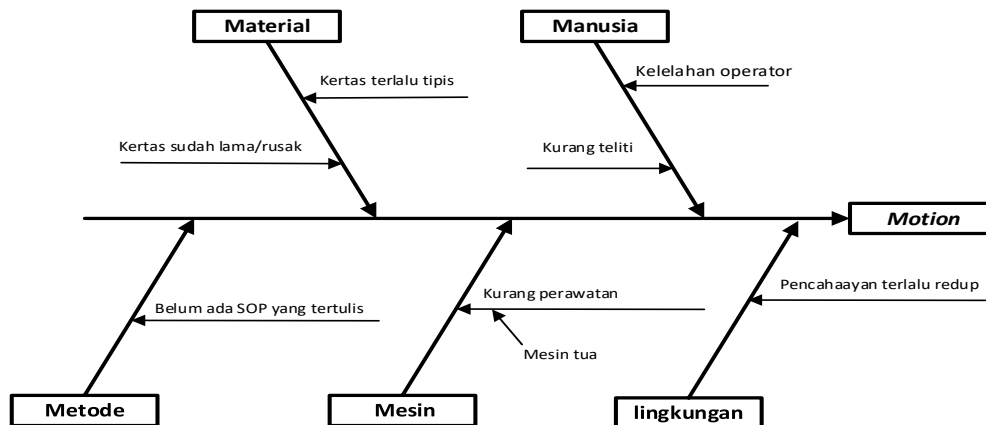 Material
Manusia
Kertas terlalu tipis
Kelelahan operator
Kertas sudah lama/rusak
Kurang teliti
Motion
Belum ada SOP yang tertulis
Kurang perawatan
Pencahaayan terlalu redup
Mesin tua
Metode
Mesin
lingkungan